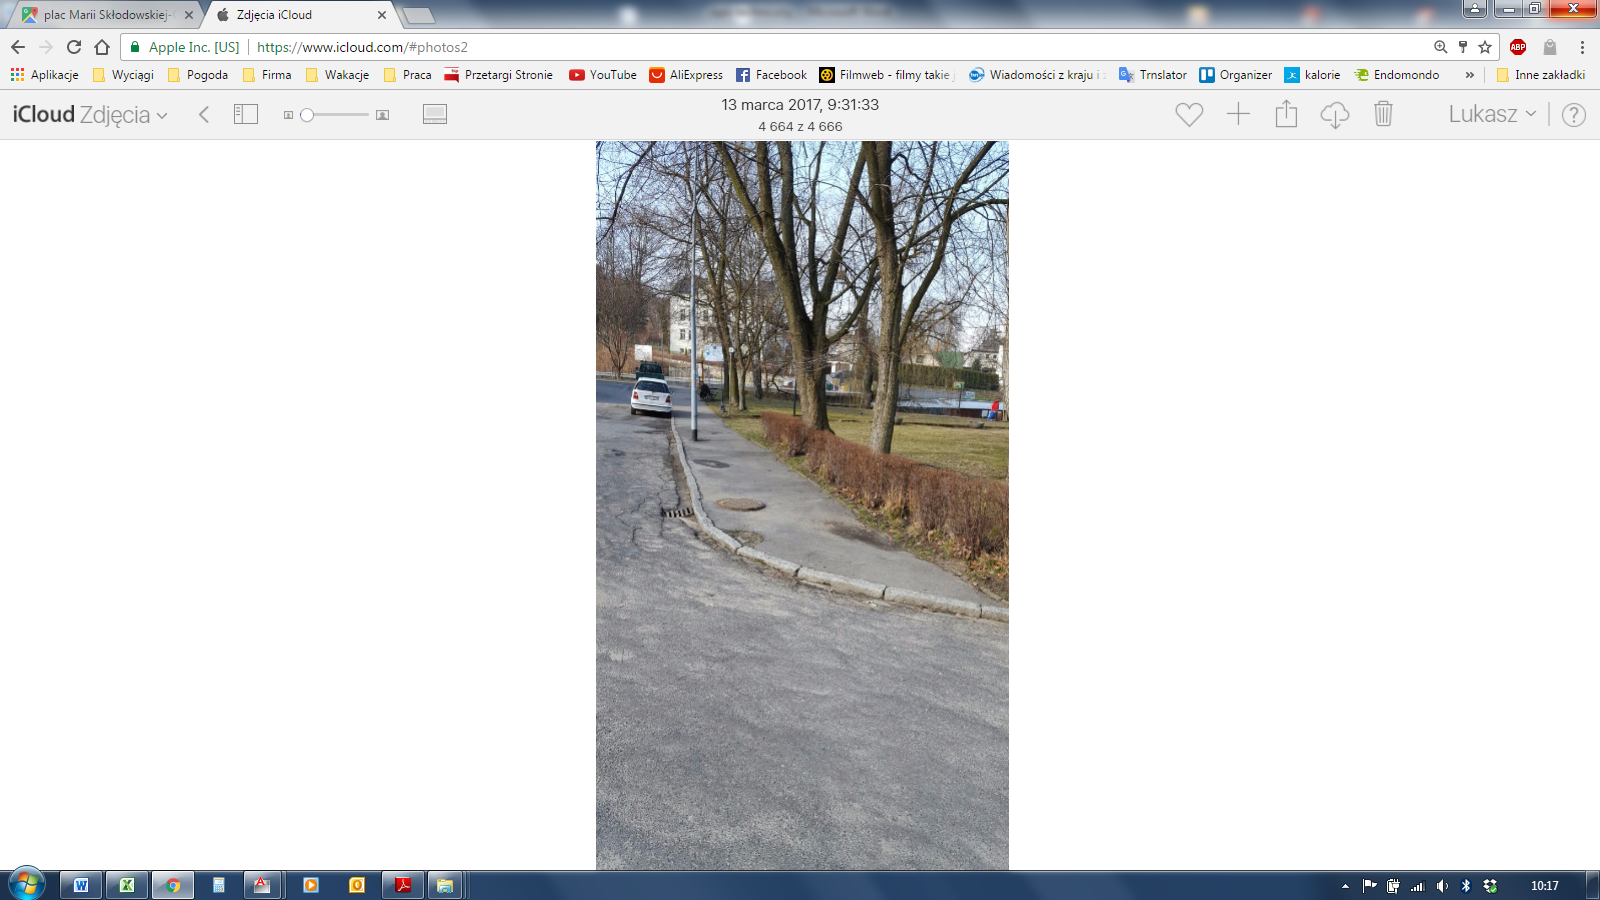 plac Marii Skłodowskiej-
Zdjęcia iCloud
Apple Inc. [US]
https://www.icloud.com/#photos2
ABP
Aplikacje
Wyciągi
Pogoda
Firma
Wakacje
Praca
Przetargi Stronie
YouTube
AliExpress
Facebook
Filmweb - filmy takie
Wiadomości z kraju i
Trnslator
Organizer
kalorie
Endomondo
»
Inne zakładki
iCloud Zdjęcia
13 marca 2017, 9:31:33
4 664 z 4 666
Lukasz
?
10:17